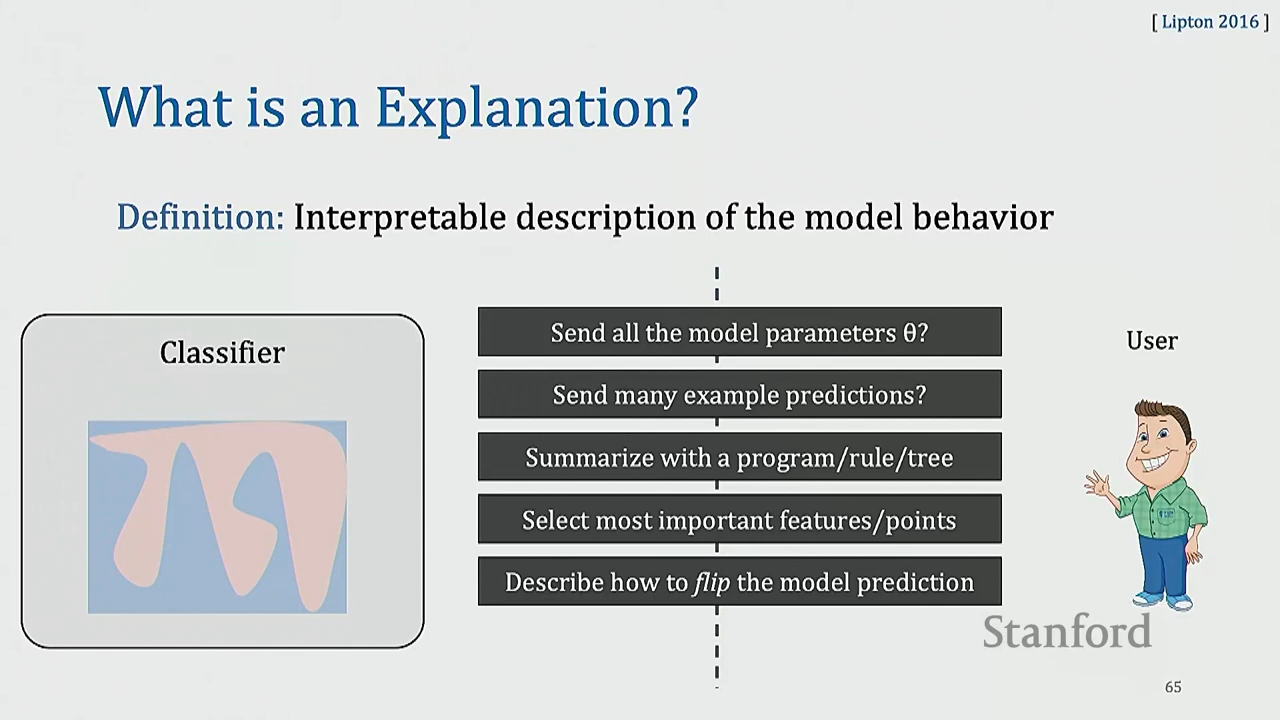 [ Lipton 2016 ]
What is an Explanation?
Definition: Interpretable description of the model behavior
Classifier
Send all the model parameters θ?
Send many example predictions?
Summarize with a program/rule/tree
Select most important features/points
Describe how to flip the model prediction
User
Stanford
65